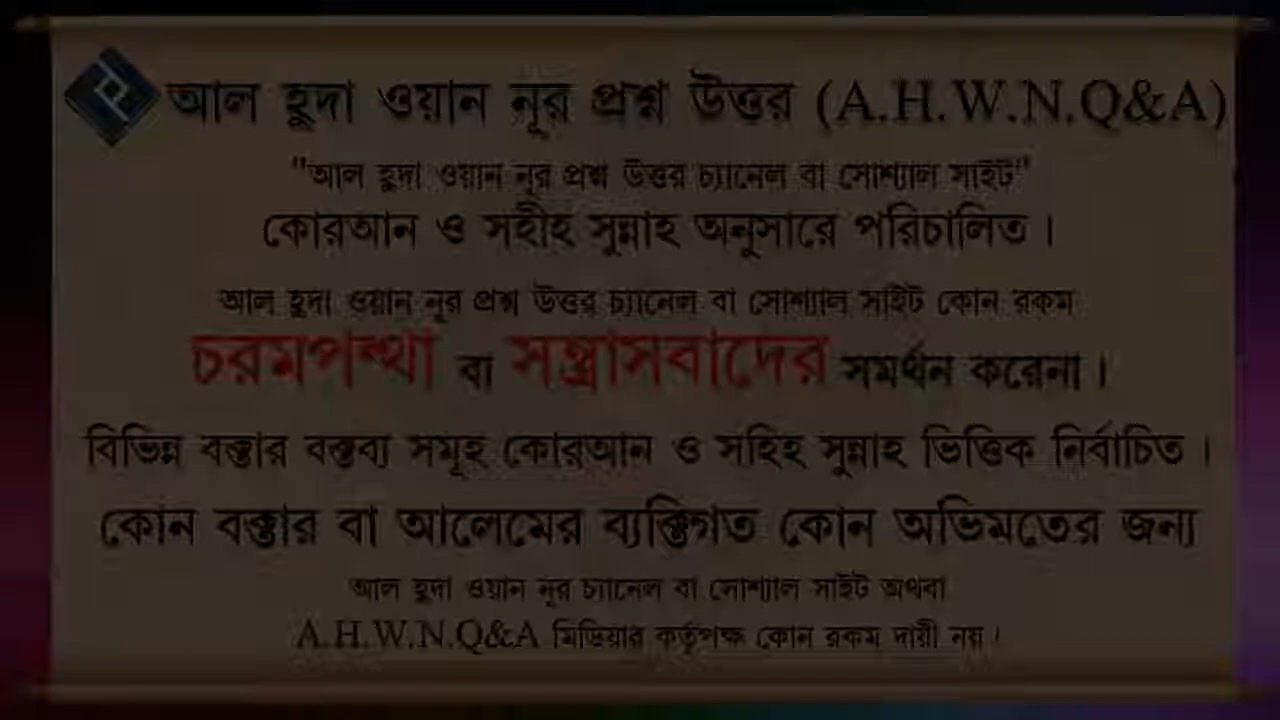 আল হুদা ওয়ান নূর প্রশ্ন উত্তর (A.H.W.N.Q&A)
"আল হুদা ওয়ান নূর প্রশ্ন উত্তর চ্যানেল বা সোশ্যাল সাইট"
কোরআন ও সহীহ সুন্নাহ অনুসারে পরিচালিত।
আল হুদা ওয়ান নূর প্রশ্ন উত্তর চ্যানেল বা সোশ্যাল সাইট কোন রকম
চরমপন্থা বা সন্ত্রাসবাদের সমর্থন করেনা।
বিভিন্ন বক্তার বক্তব্য সমূহ কোরআন ও সহিহ সুন্নাহ ভিত্তিক নির্বাচিত।
কোন বক্তার বা আলেমের ব্যক্তিগত কোন অভিমতের জন্য
আল হুদা ওয়ান নূর চ্যানেল বা সোশ্যাল সাইট অথবা
A.H.W.N.Q&A মিডিয়ার কর্তৃপক্ষ কোন রকম দায়ী নয়।